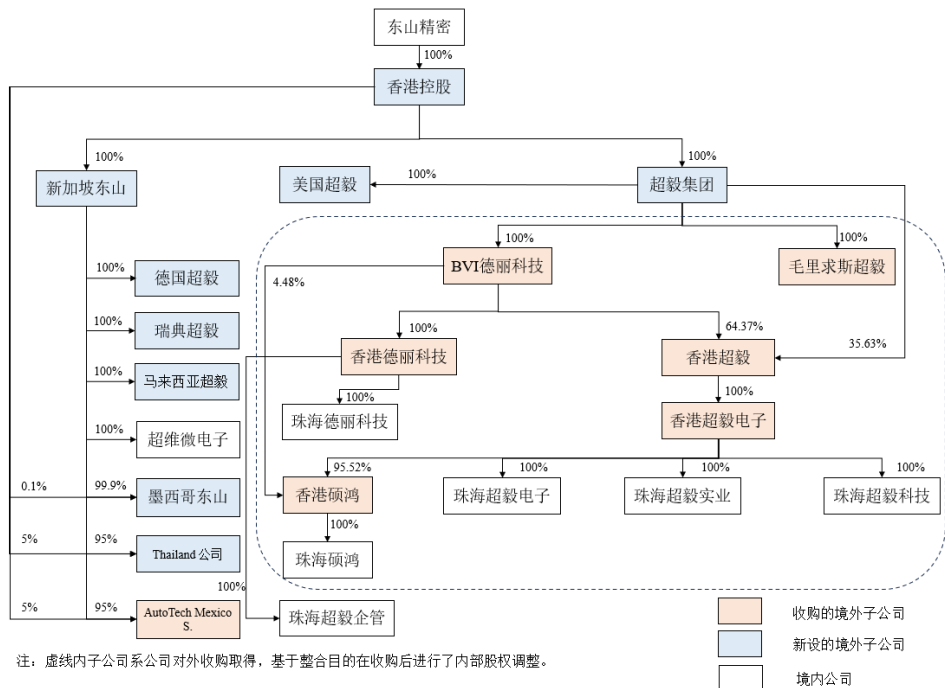 东山精密
100%
香港控股
100%
100%
新加坡东山
美国超毅
100%
超毅集团
100%
100%
BVI德丽科技
毛里求斯超毅
4.48%
100%
德国超毅
100%
瑞典超毅
100%
马来西亚超毅
100%
超维微电子
0.1%
99.9%
墨西哥东山
5%
95%
Thailand 公司
5%
95%
AutoTech Mexico
S.
100%
64.37%
35.63%
香港德丽科技
香港超毅
100%
100%
珠海德丽科技
香港超毅电子
95.52%
100%
100%
100%
香港硕鸿
珠海超毅电子
珠海超毅实业
珠海超毅科技
100%
珠海硕鸿
100%
珠海超毅企管
收购的境外子公司
新设的境外子公司
境内公司
注：虚线内子公司系公司对外收购取得，基于整合目的在收购后进行了内部股权调整。